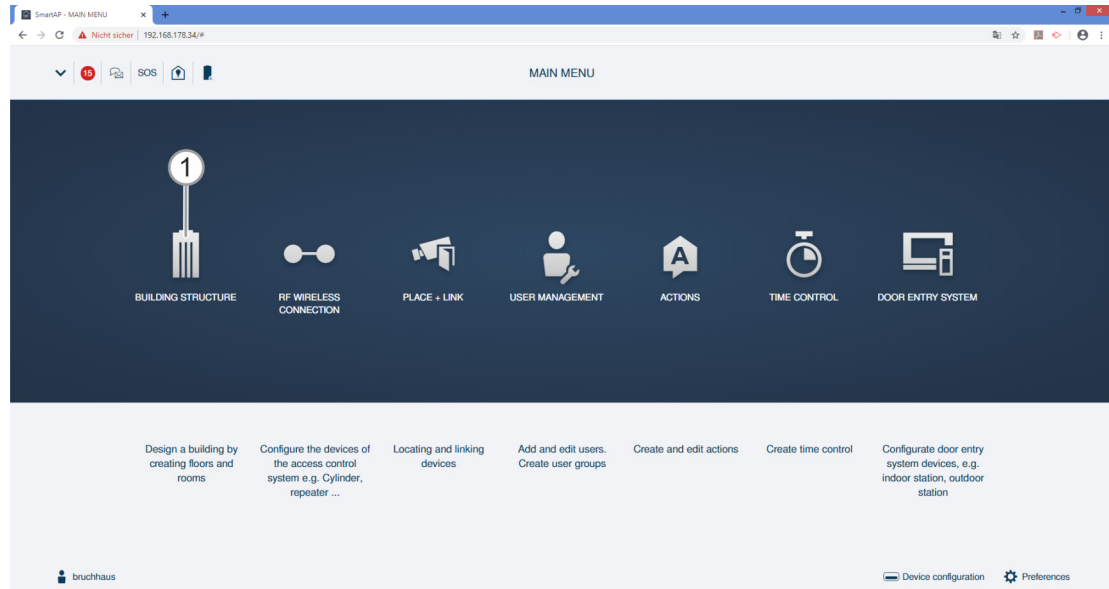 SmartAP - MAIN MENU
Nicht sicher | 192.168.178.34/#
15 SOS MAIN MENU
1
A
BUILDING STRUCTURE
RF WIRELESS
CONNECTION
PLACE + LINK
USER MANAGEMENT
ACTIONS
TIME CONTROL
DOOR ENTRY SYSTEM
Design a building by
creating floors and
rooms
Configure the devices of
the access control
system e.g. Cylinder,
repeater ...
Locating and linking
devices
Add and edit users.
Create user groups
Create and edit actions
Create time control
Configurate door entry
system devices, e.g.
indoor station, outdoor
station
bruchhaus
Device configuration
Preferences